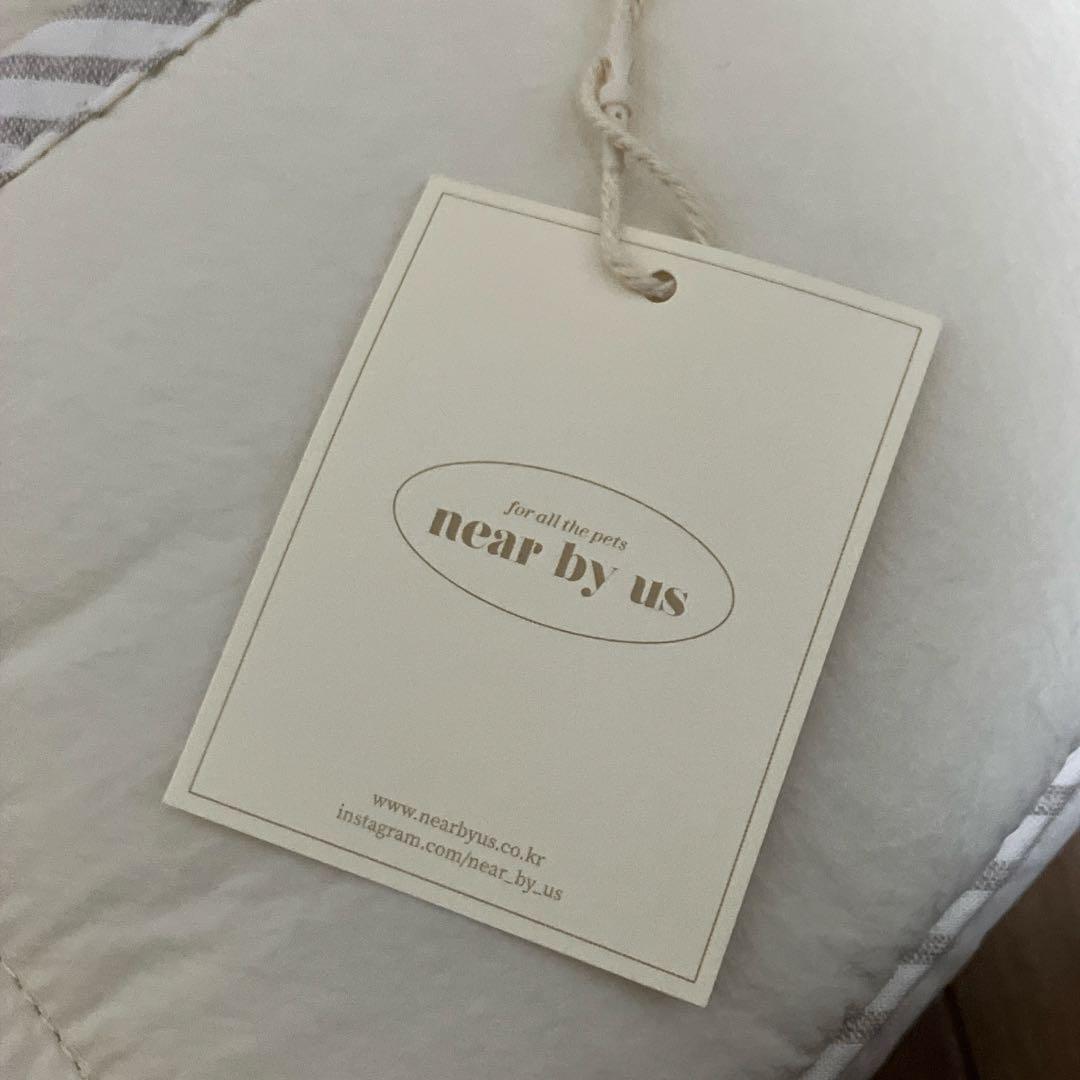 for all the pets
near by us
www.nearbyus.co.kr
instagram.com/near_by_us